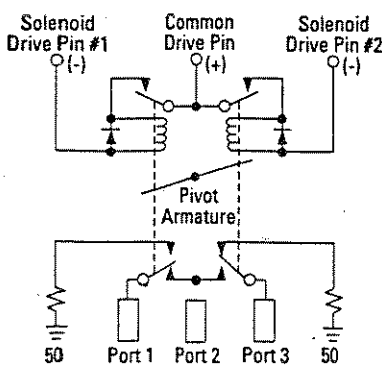 Solenoid
Drive Pin #1
(-)
Common
Drive Pin
(+)
Solenoid
Drive Pin #2
(-)
Pivot
Armature
50
Port 1
Port 2
Port 3
50